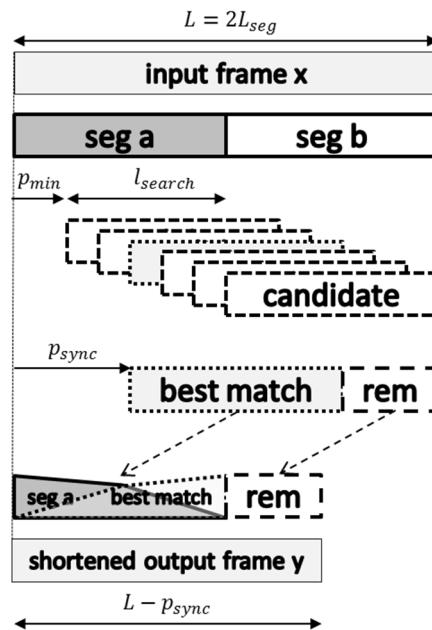 L = 2L_seg
input frame x
seg a seg b
p_min l_search
candidate
p_sync
best match rem
seg a best match rem
shortened output frame y
L − p_sync